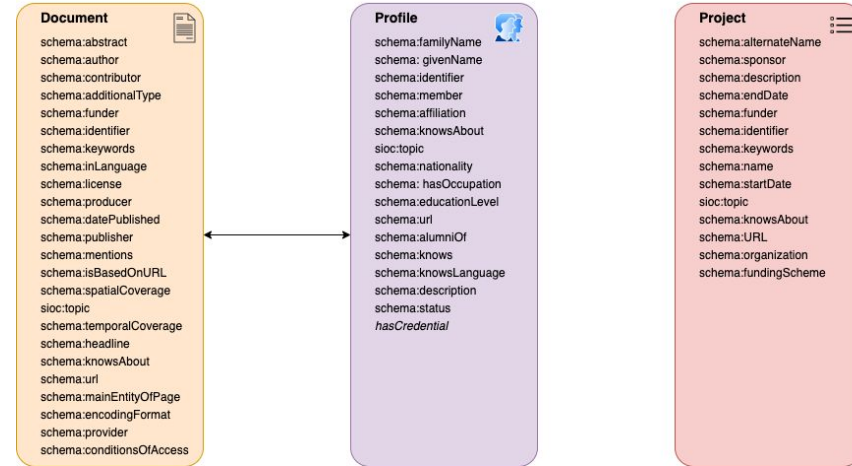 Document
schema:abstract
schema:author
schema:contributor
schema:additionalType
schema:funder
schema:identifier
schema:keywords
schema:inLanguage
schema:license
schema:producer
schema:datePublished
schema:publisher
schema:mentions
schema:isBasedOnURL
schema:spatialCoverage
sioc:topic
schema:temporalCoverage
schema:headline
schema:knowsAbout
schema:url
schema:mainEntityOfPage
schema:encodingFormat
schema:provider
schema:conditionsOfAccess
Profile
schema:familyName
schema: givenName
schema:identifier
schema:member
schema:affiliation
schema:knowsAbout
sioc:topic
schema:nationality
schema: hasOccupation
schema:educationLevel
schema:url
schema:alumniOf
schema:knows
schema:knowsLanguage
schema:description
schema:status
hasCredential
Project
schema:alternateName
schema:sponsor
schema:description
schema:endDate
schema:funder
schema:identifier
schema:keywords
schema:name
schema:startDate
sioc:topic
schema:knowsAbout
schema:URL
schema:organization
schema:fundingScheme